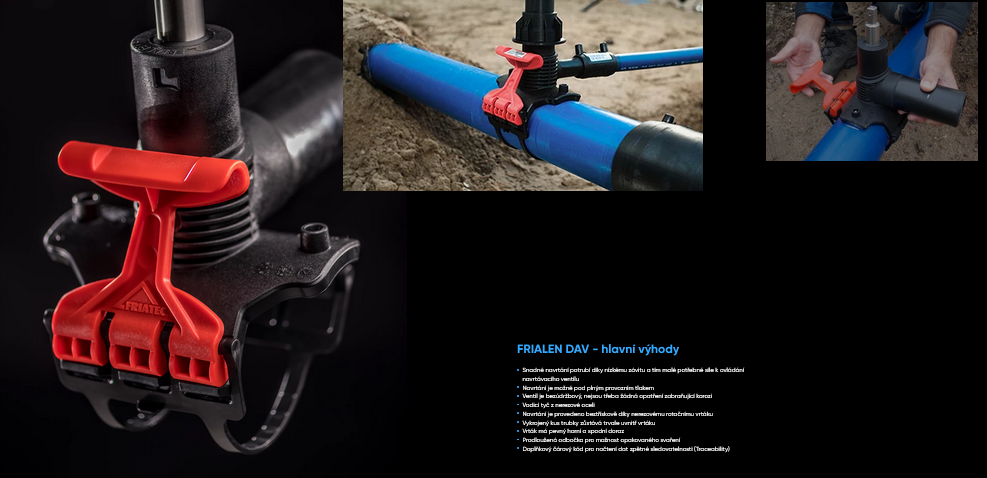 FRIATEC
FRIALEN DAV - hlavní výhody
• Snadné navrtání potrubí díky nízkému závitu a tím malé potřebné síle k ovládání
navrtávacího ventilu
• Navrtání je možné pod plným provozním tlakem
• Ventil je bezúdržbový, nejsou třeba žádná opatření zabraňující korozi
• Vodící tyč z nerezové oceli
• Navrtání je provedeno beztřískově díky nerezovému rotačnímu vrtáku
• Vykrojený kus trubky zůstává trvale uvnitř vrtáku
• Vrták má pevný horní a spodní doraz
• Prodloužená odbočka pro možnost opakovaného svaření
• Doplňkový čárový kód pro načtení dat zpětné sledovatelnosti (Traceability)